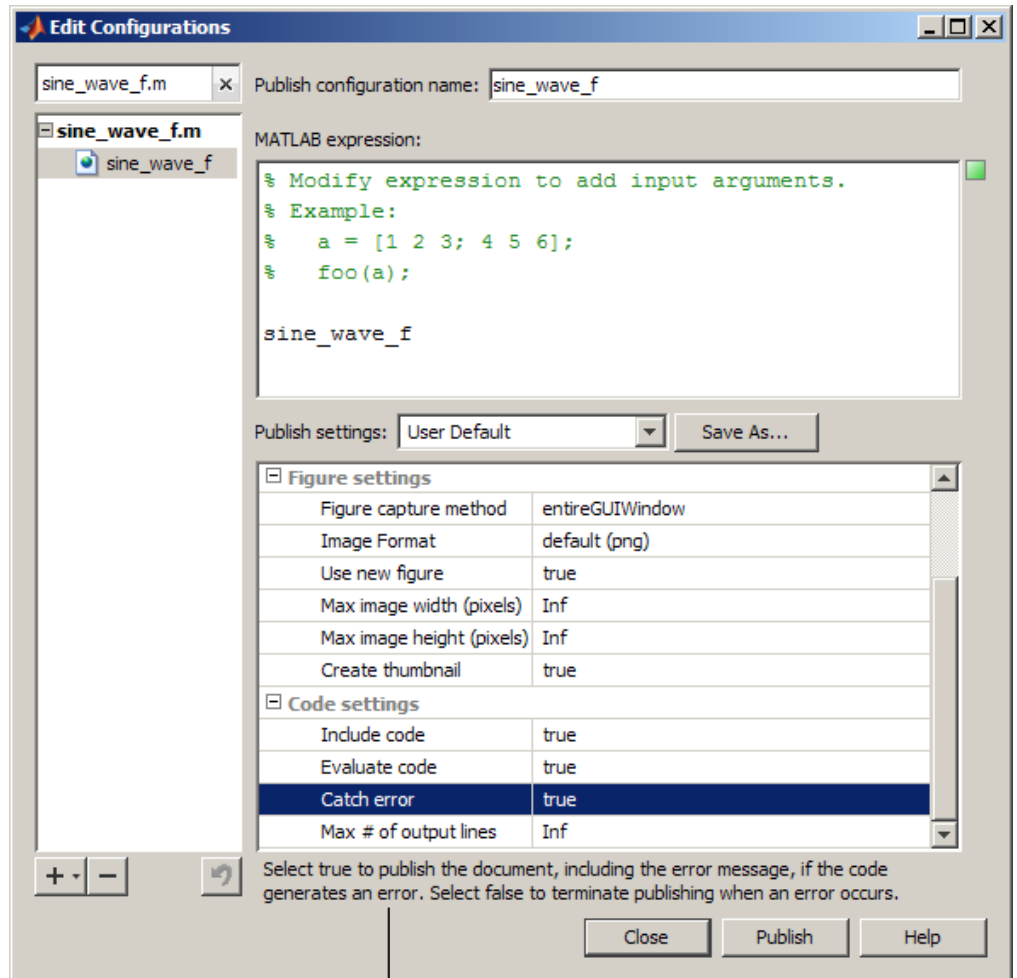 Edit Configurations
sine_wave_f.m
Publish configuration name: sine_wave_f
sine_wave_f.m
sine_wave_f
MATLAB expression:
% Modify expression to add input arguments.
% Example:
%   a = [1 2 3; 4 5 6];
%   foo(a);
sine_wave_f
Publish settings: User Default Save As...
Figure settings
Figure capture method entireGUIWindow
Image Format default (png)
Use new figure true
Max image width (pixels) Inf
Max image height (pixels) Inf
Create thumbnail true
Code settings
Include code true
Evaluate code true
Catch error true
Max # of output lines Inf
Select true to publish the document, including the error message, if the code
generates an error. Select false to terminate publishing when an error occurs.
Close Publish Help